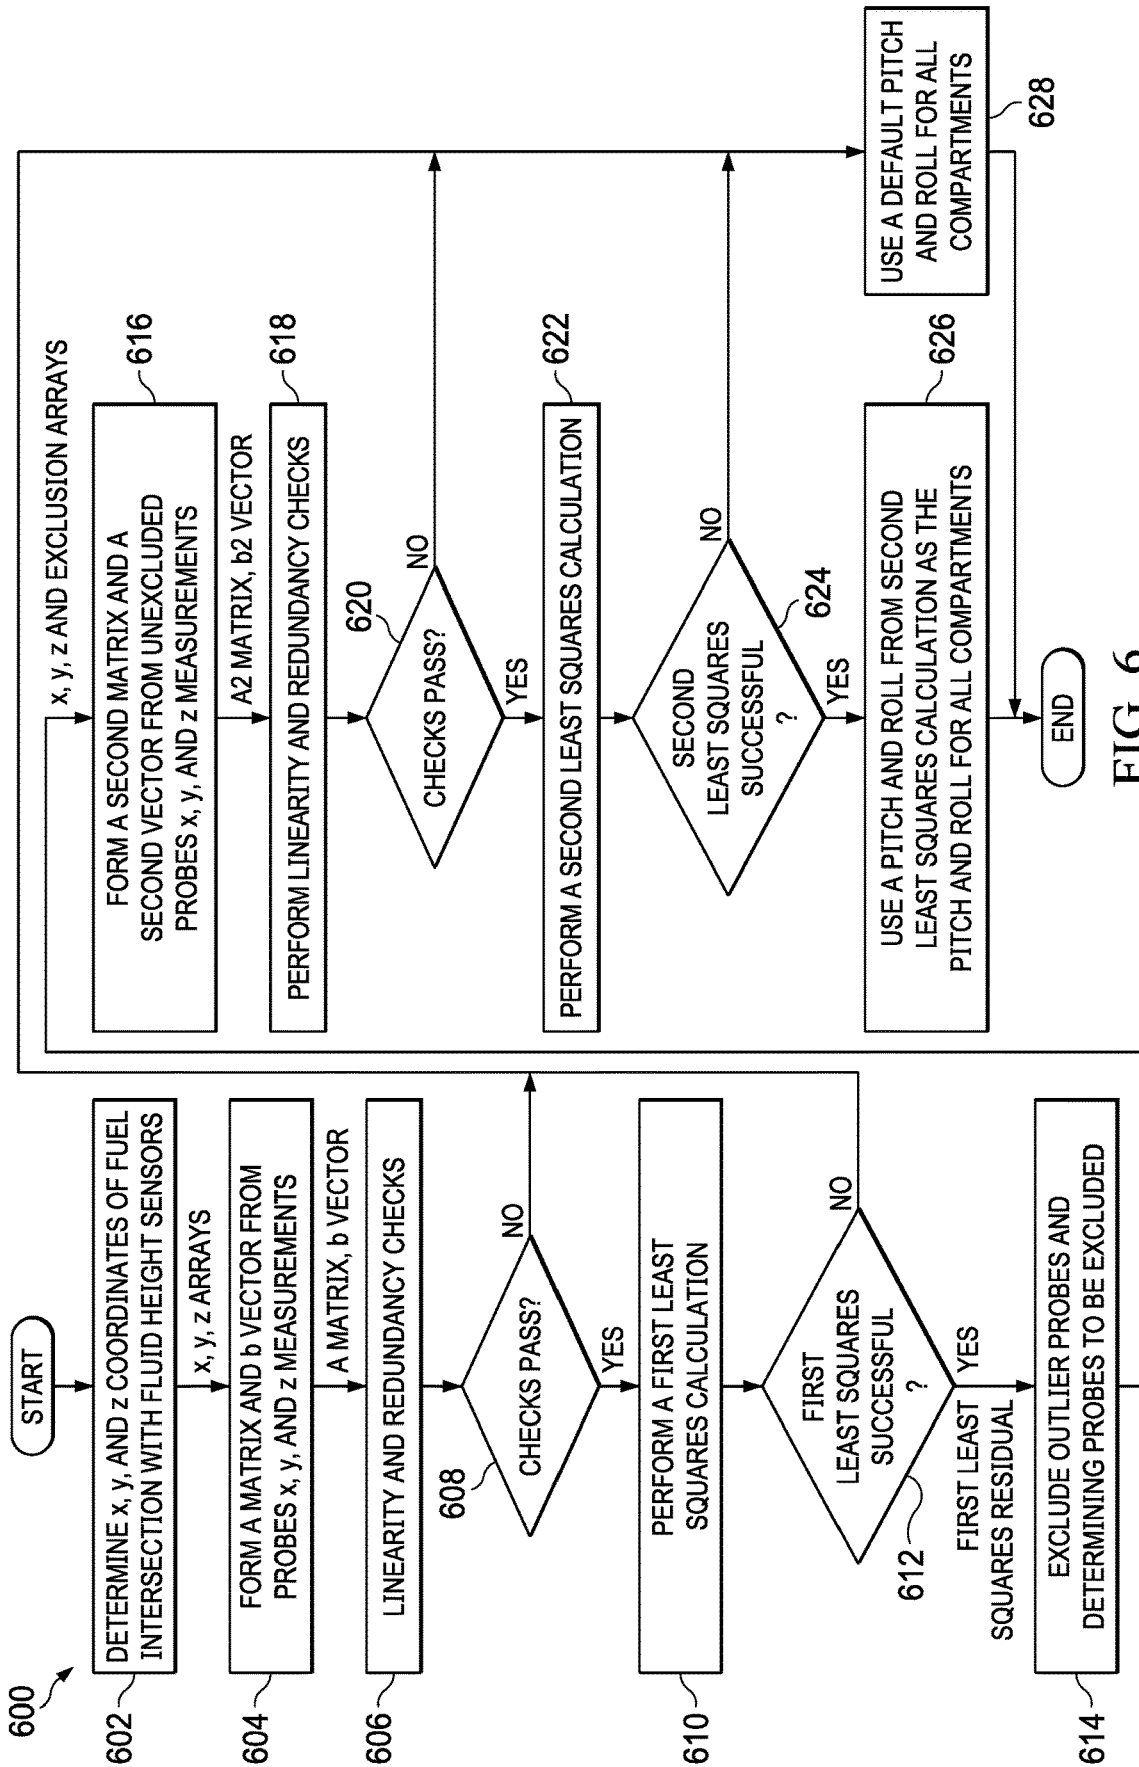 600
START
602
DETERMINE x, y, AND z COORDINATES OF FUEL
INTERSECTION WITH FLUID HEIGHT SENSORS
x, y, z ARRAYS
604
FORM A MATRIX AND b VECTOR FROM
PROBES x, y, AND z MEASUREMENTS
A MATRIX, b VECTOR
606
LINEARITY AND REDUNDANCY CHECKS
608
CHECKS PASS?
NO
YES
610
PERFORM A FIRST LEAST
SQUARES CALCULATION
612
FIRST
LEAST SQUARES
SUCCESSFUL
?
NO
YES
FIRST LEAST
SQUARES RESIDUAL
614
EXCLUDE OUTLIER PROBES AND
DETERMINING PROBES TO BE EXCLUDED
x, y, z AND EXCLUSION ARRAYS
616
FORM A SECOND MATRIX AND A
SECOND VECTOR FROM UNEXCLUDED
PROBES x, y, AND z MEASUREMENTS
A2 MATRIX, b2 VECTOR
618
PERFORM LINEARITY AND REDUNDANCY CHECKS
620
CHECKS PASS?
NO
YES
622
PERFORM A SECOND LEAST SQUARES CALCULATION
624
SECOND
LEAST SQUARES
SUCCESSFUL
?
NO
YES
626
USE A PITCH AND ROLL FROM SECOND
LEAST SQUARES CALCULATION AS THE
PITCH AND ROLL FOR ALL COMPARTMENTS
USE A DEFAULT PITCH
AND ROLL FOR ALL
COMPARTMENTS
628
END
FIG. 6